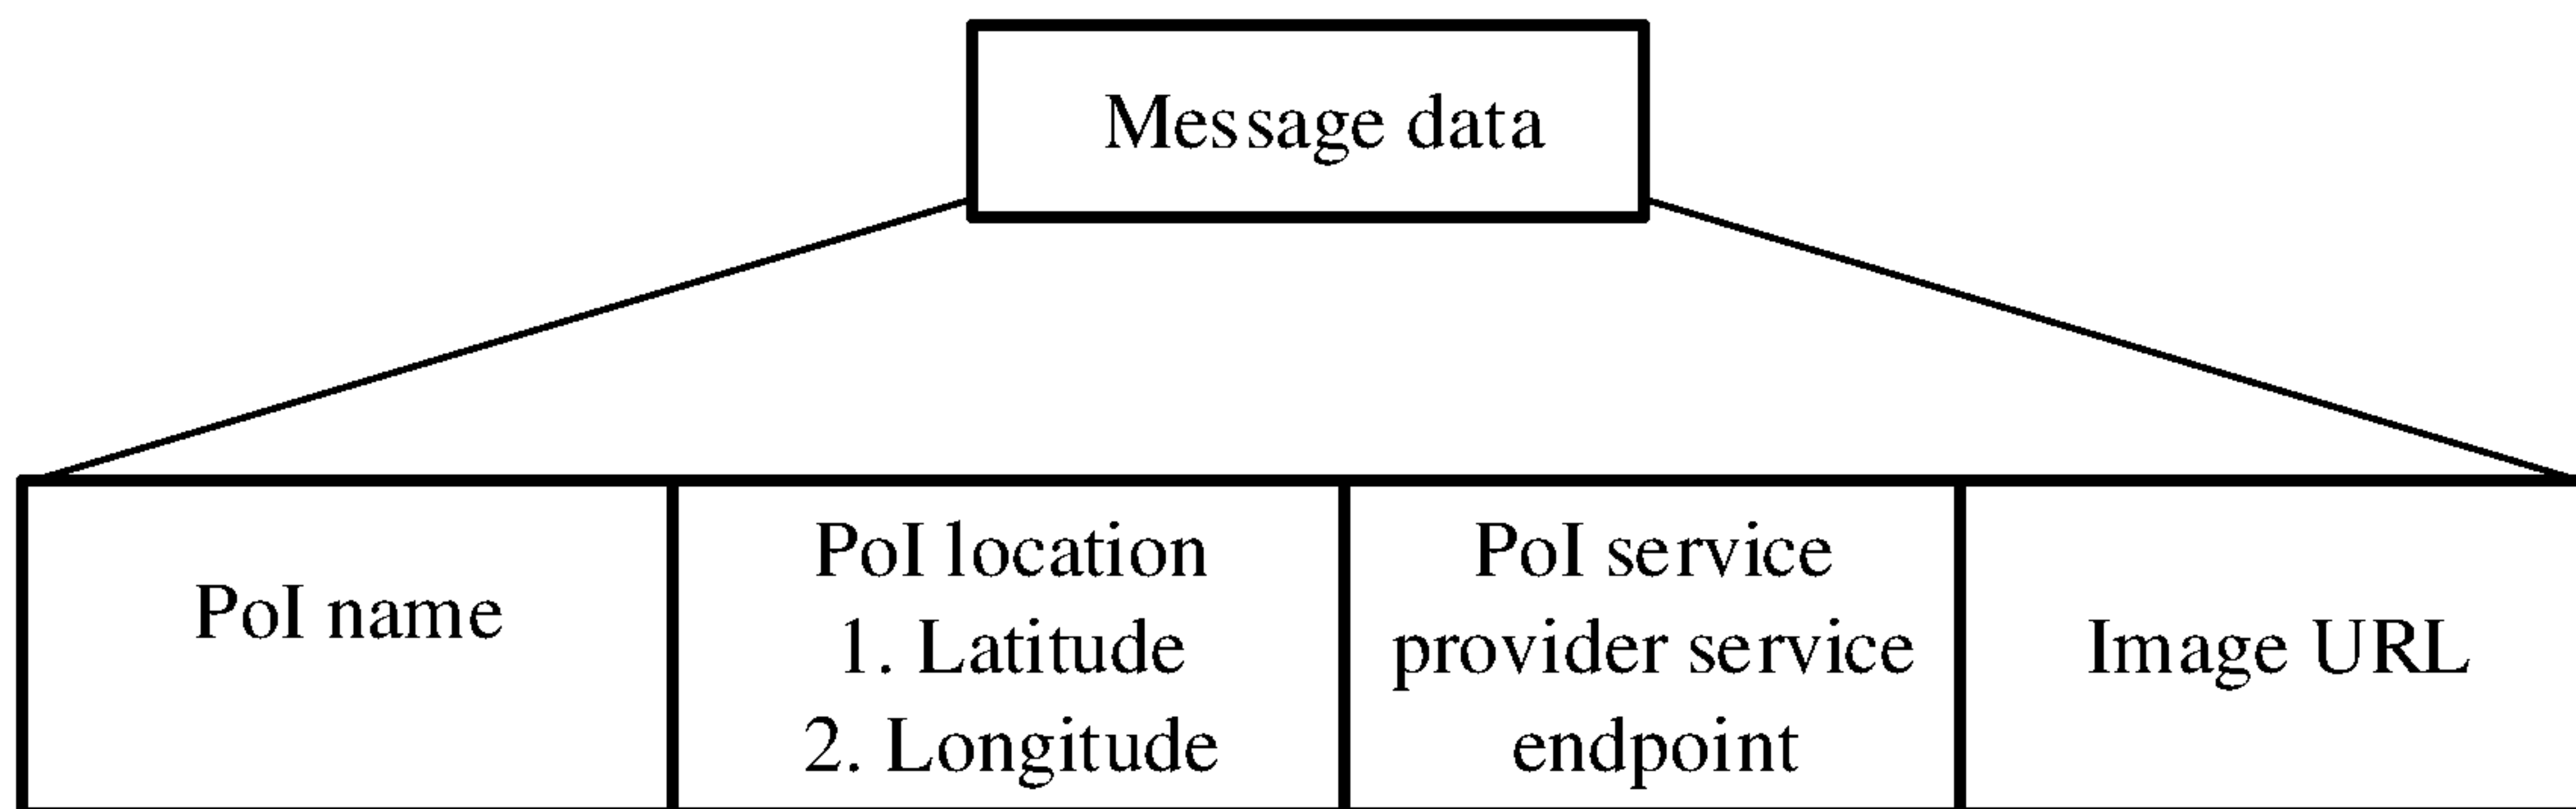 Message data
PoI name
PoI location
1. Latitude
2. Longitude
PoI service
provider service
endpoint
Image URL